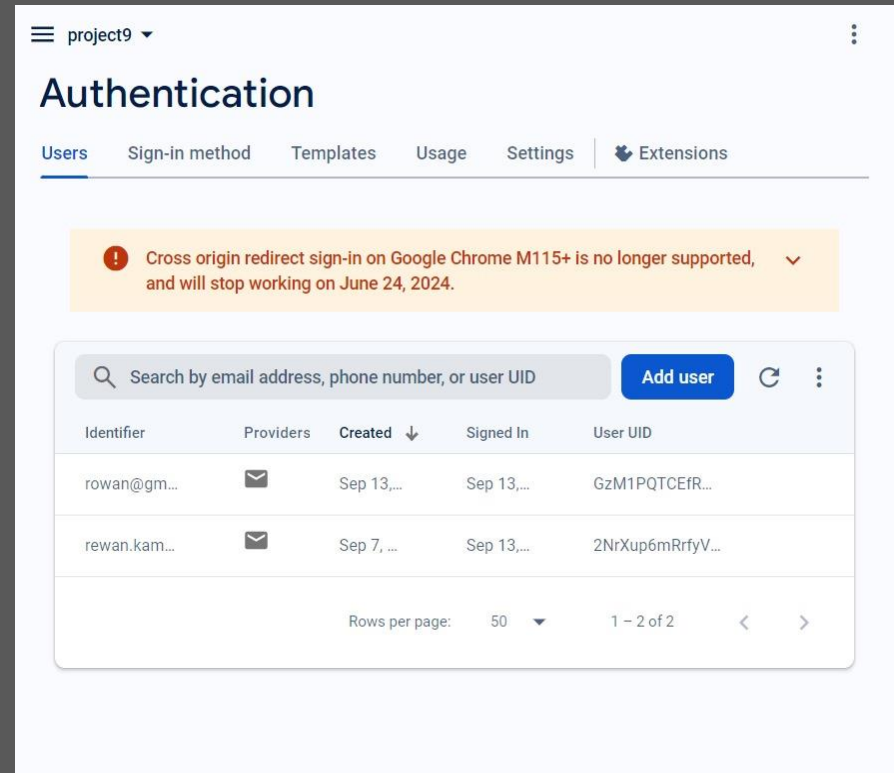 project9
Authentication
Users Sign-in method Templates Usage Settings Extensions
Cross origin redirect sign-in on Google Chrome M115+ is no longer supported,
and will stop working on June 24, 2024.
Search by email address, phone number, or user UID Add user
Identifier Providers Created Signed In User UID
rowan@gm... Sep 13,... Sep 13,... GzM1PQTCEfR...
rewan.kam... Sep 7, ... Sep 13,... 2NrXup6mRrfyV...
Rows per page: 50 1 – 2 of 2